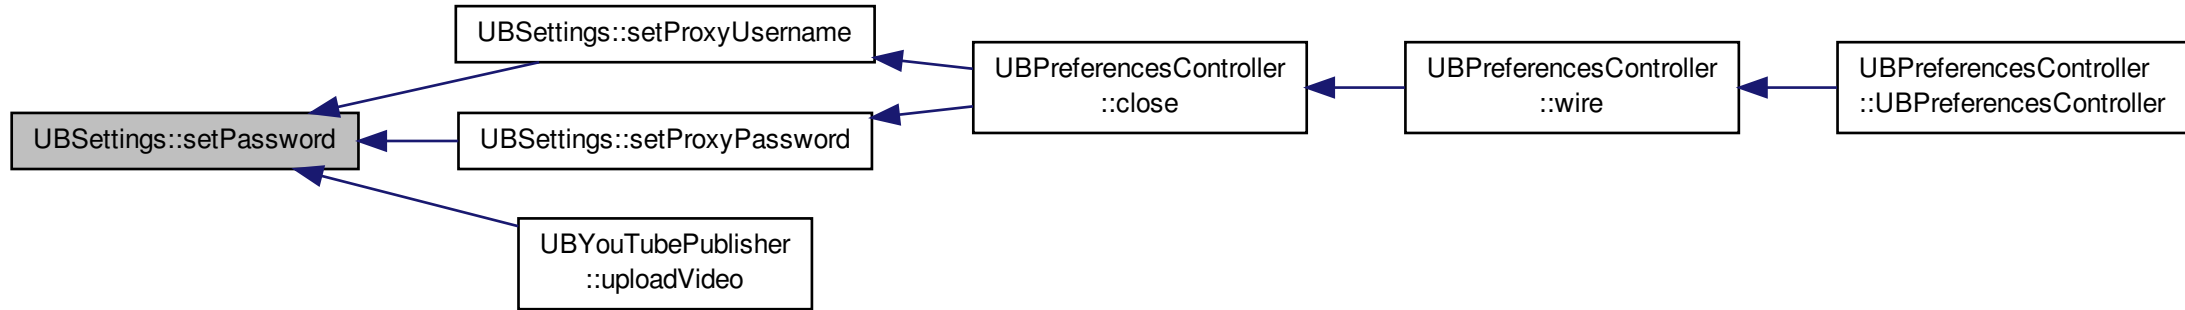 UBSettings::setPassword
UBSettings::setProxyUsername
UBSettings::setProxyPassword
UBYouTubePublisher
::uploadVideo
UBPreferencesController
::close
UBPreferencesController
::wire
UBPreferencesController
::UBPreferencesController